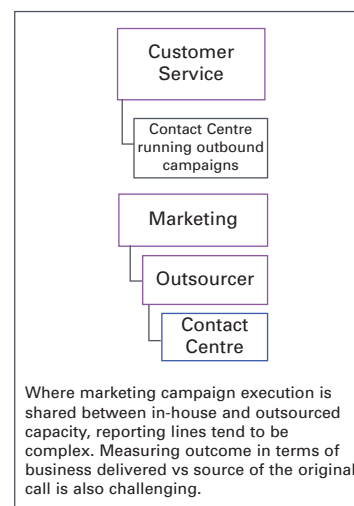 Customer
Service
Contact Centre
running outbound
campaigns
Marketing
Outsourcer
Contact
Centre
Where marketing campaign execution is
shared between in-house and outsourced
capacity, reporting lines tend to be
complex. Measuring outcome in terms of
business delivered vs source of the original
call is also challenging.